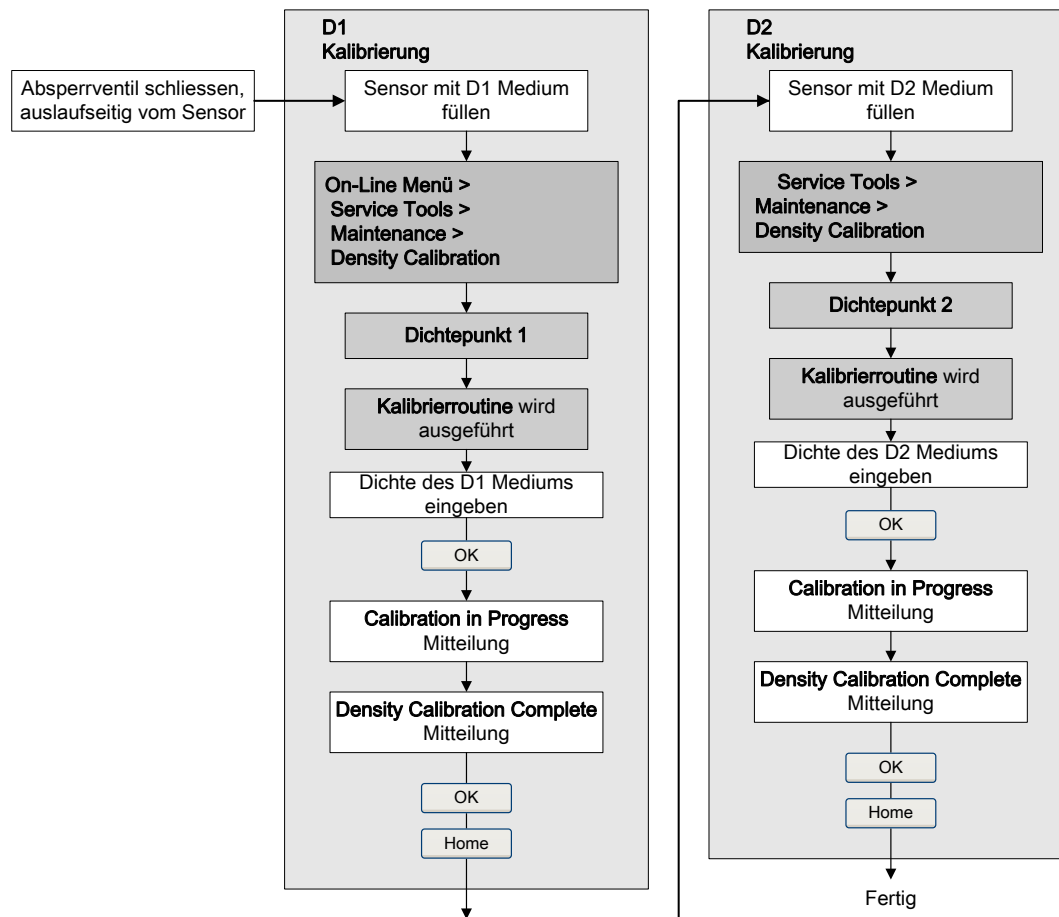 Absperrventil schliessen,
auslaufseitig vom Sensor
D1
Kalibrierung
Sensor mit D1 Medium
füllen
On-Line Menü >
Service Tools >
Maintenance >
Density Calibration
Dichtepunkt 1
Kalibrierroutine wird
ausgeführt
Dichte des D1 Mediums
eingeben
OK
Calibration in Progress
Mitteilung
Density Calibration Complete
Mitteilung
OK
Home
D2
Kalibrierung
Sensor mit D2 Medium
füllen
Service Tools >
Maintenance >
Density Calibration
Dichtepunkt 2
Kalibrierroutine wird
ausgeführt
Dichte des D2 Mediums
eingeben
OK
Calibration in Progress
Mitteilung
Density Calibration Complete
Mitteilung
OK
Home
Fertig